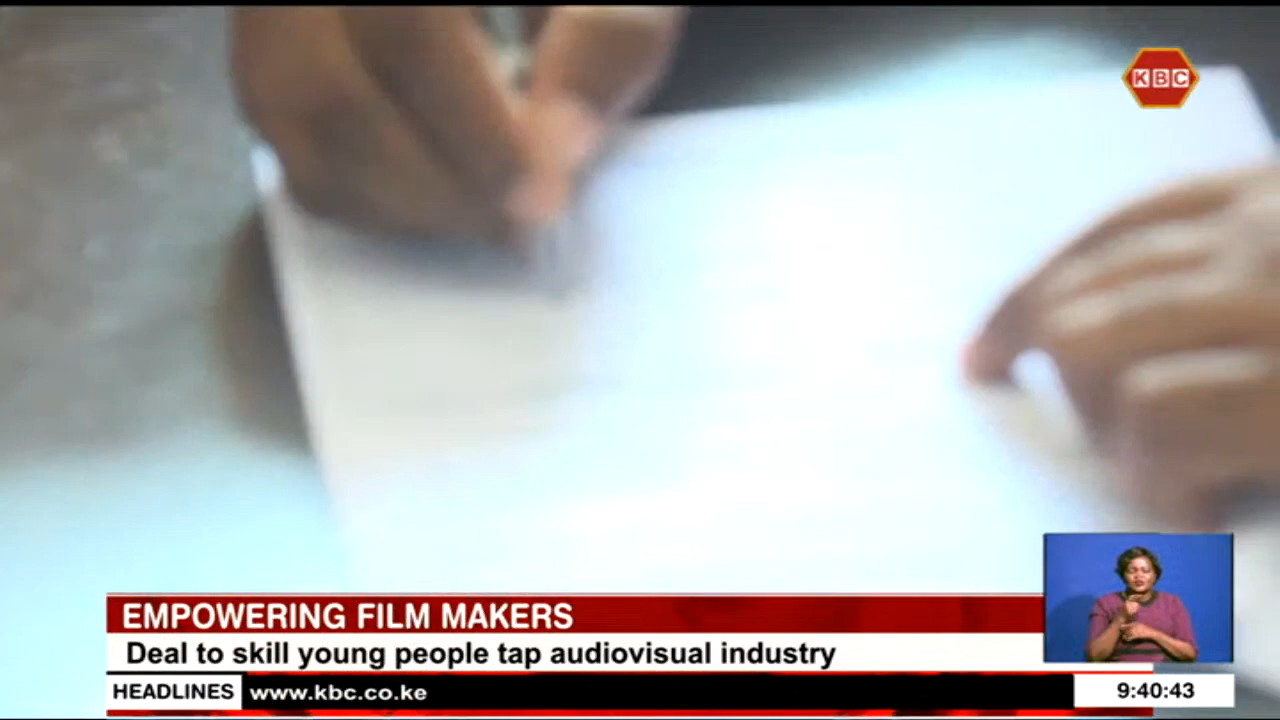 KBC
EMPOWERING FILM MAKERS
Deal to skill young people tap audiovisual industry
HEADLINES www.kbc.co.ke 9:40:43